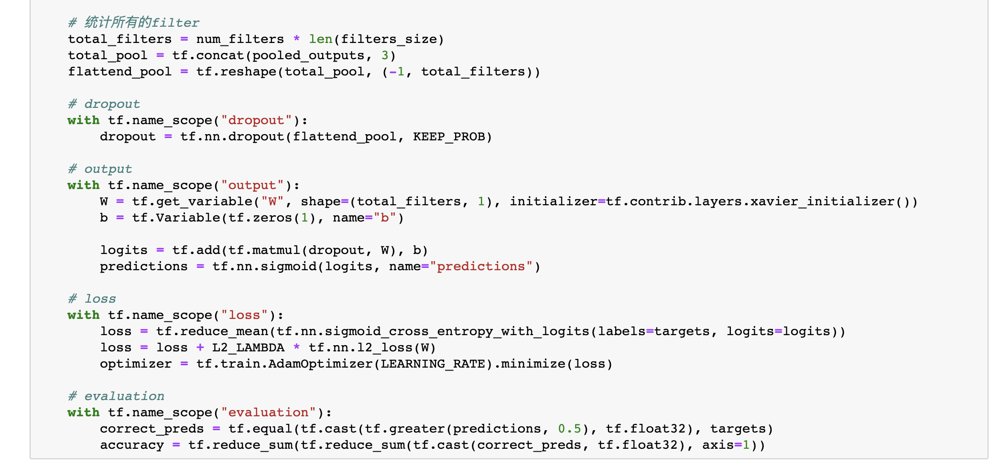 # 统计所有的filter
total_filters = num_filters * len(filters_size)
total_pool = tf.concat(pooled_outputs, 3)
flattend_pool = tf.reshape(total_pool, (-1, total_filters))
# dropout
with tf.name_scope("dropout"):
dropout = tf.nn.dropout(flattend_pool, KEEP_PROB)
# output
with tf.name_scope("output"):
W = tf.get_variable("W", shape=(total_filters, 1), initializer=tf.contrib.layers.xavier_initializer())
b = tf.Variable(tf.zeros(1), name="b")
logits = tf.add(tf.matmul(dropout, W), b)
predictions = tf.nn.sigmoid(logits, name="predictions")
# loss
with tf.name_scope("loss"):
loss = tf.reduce_mean(tf.nn.sigmoid_cross_entropy_with_logits(labels=targets, logits=logits))
loss = loss + L2_LAMBDA * tf.nn.l2_loss(W)
optimizer = tf.train.AdamOptimizer(LEARNING_RATE).minimize(loss)
# evaluation
with tf.name_scope("evaluation"):
correct_preds = tf.equal(tf.cast(tf.greater(predictions, 0.5), tf.float32), targets)
accuracy = tf.reduce_sum(tf.reduce_sum(tf.cast(correct_preds, tf.float32), axis=1))